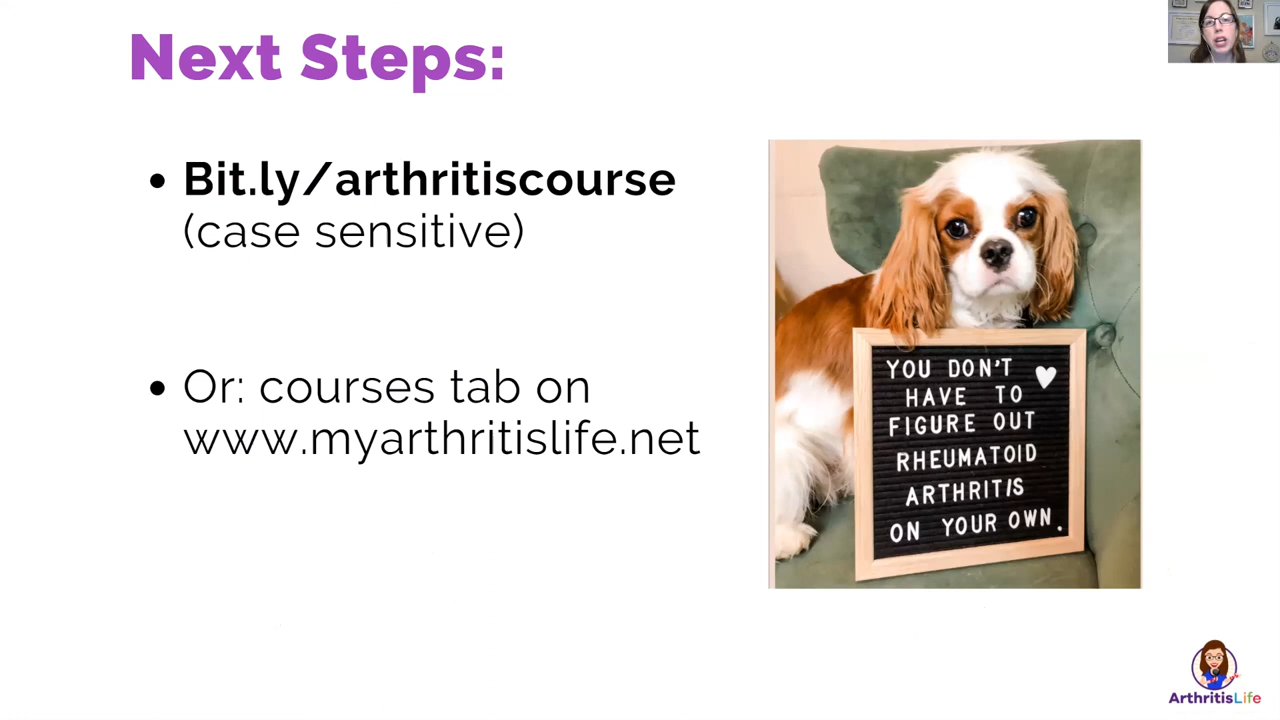 Next Steps:
Bit.ly/arthritiscourse
(case sensitive)
Or: courses tab on
www.myarthritislife.net
YOU DON'T
HAVE TO
FIGURE OUT
RHEUMATOID
ARTHRITIS
ON YOUR OWN.
ArthritisLife